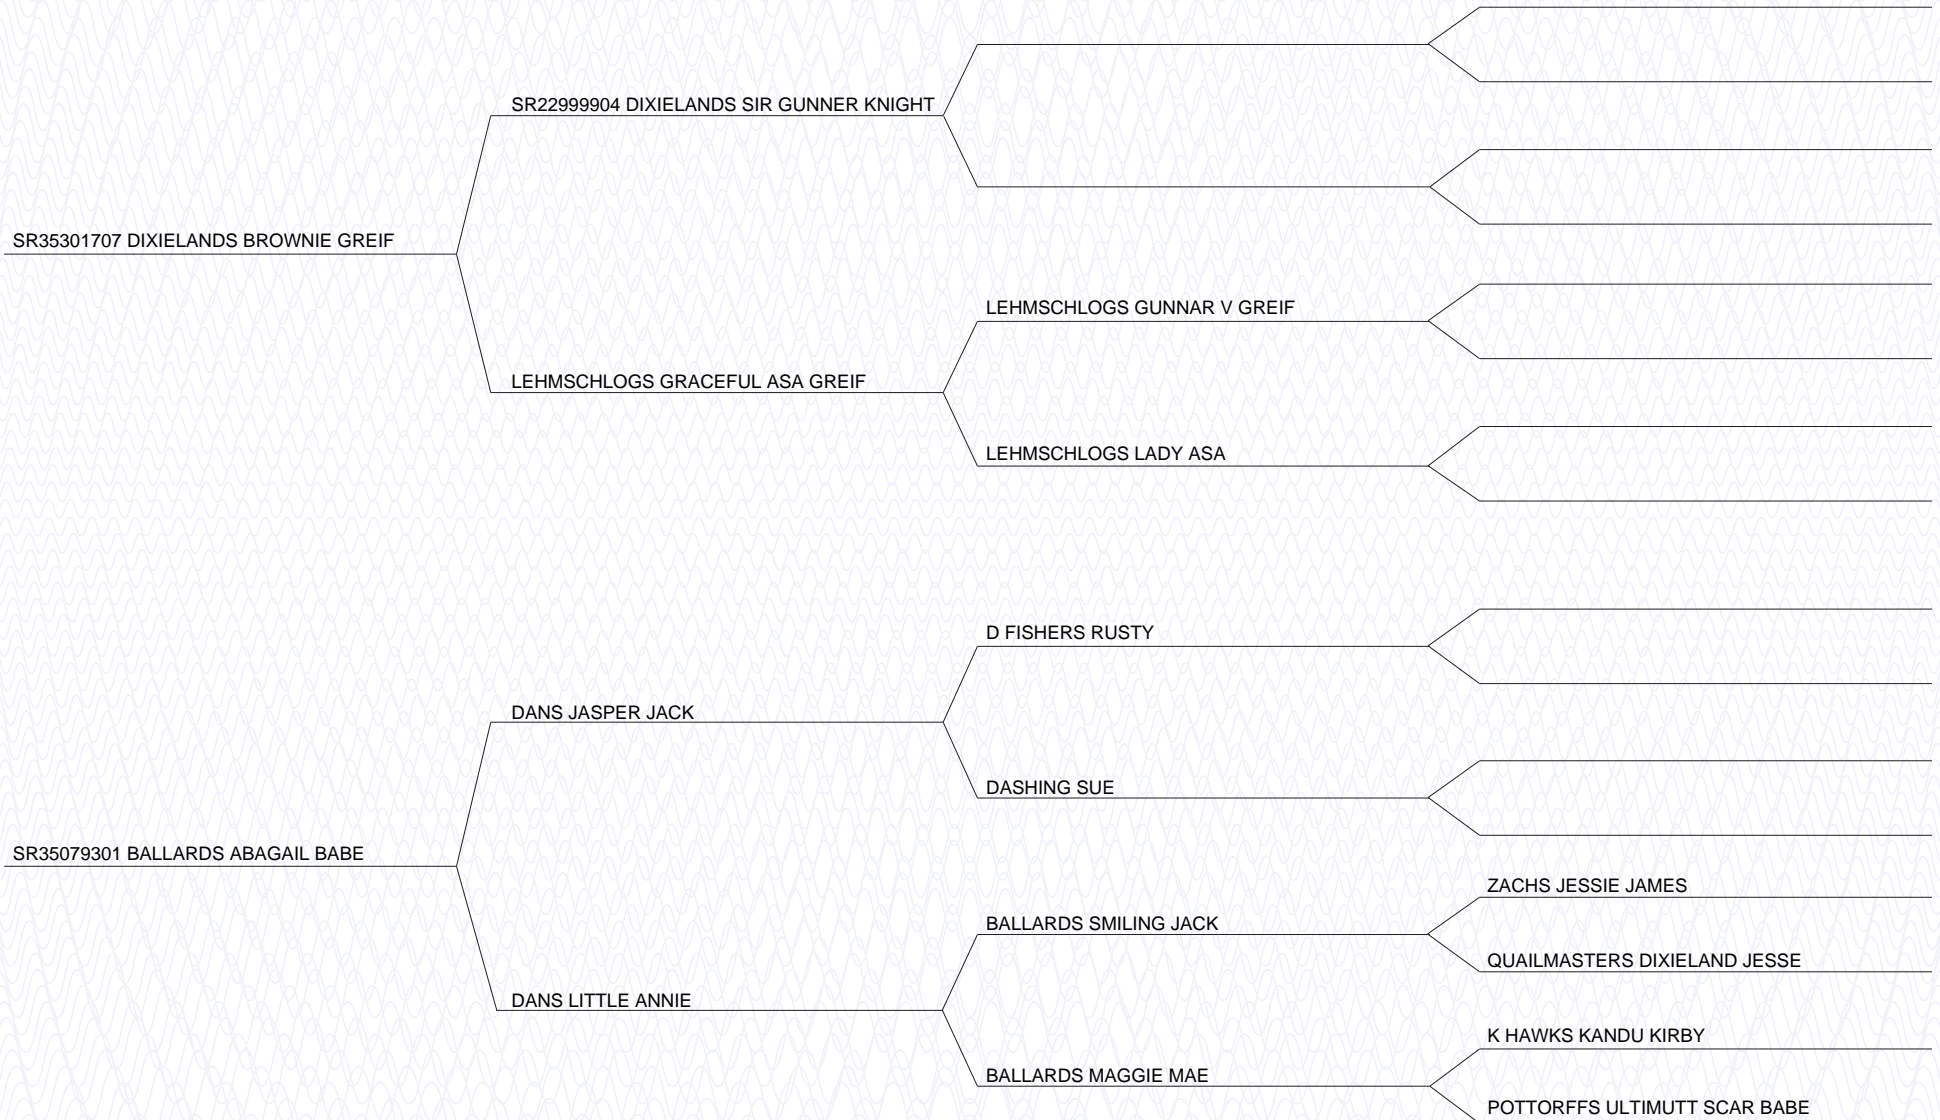 SR22999904 DIXIELANDS SIR GUNNER KNIGHT
SR35301707 DIXIELANDS BROWNIE GREIF
LEHMSCHLOGS GUNNAR V GREIF
LEHMSCHLOGS GRACEFUL ASA GREIF
LEHMSCHLOGS LADY ASA
D FISHERS RUSTY
DANS JASPER JACK
DASHING SUE
SR35079301 BALLARDS ABAGAIL BABE
ZACHS JESSIE JAMES
BALLARDS SMILING JACK
QUAILMASTERS DIXIELAND JESSE
DANS LITTLE ANNIE
K HAWKS KANDU KIRBY
BALLARDS MAGGIE MAE
POTTORFFS ULTIMUTT SCAR BABE